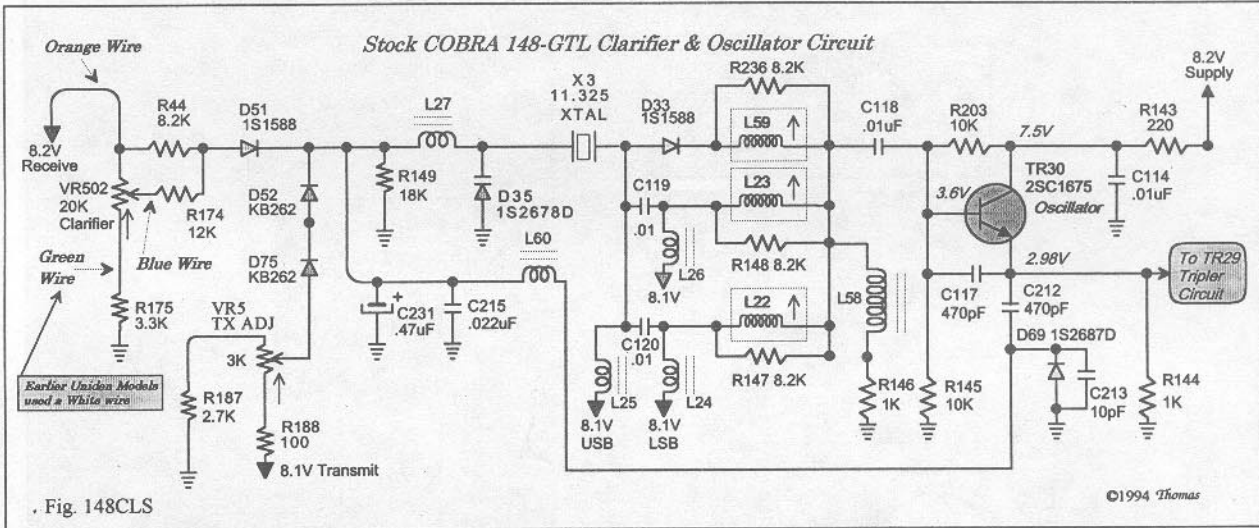 Stock COBRA 148-GTL Clarifier & Oscillator Circuit
Orange Wire
8.2V
Receive
R44
8.2K
D51
1S1588
VR502
20K
Clarifier
R174
12K
Blue Wire
Green
Wire
R175
3.3K
Earlier Uniden Models
used a White wire
D52
KB262
D75
KB262
VR5
TX ADJ
3K
R187
2.7K
R188
100
8.1V Transmit
L27
R149
18K
D35
1S2678D
L60
C231
.47uF
+
C215
.022uF
X3
11.325
XTAL
D33
1S1588
R236 8.2K
L59
C119
.01
L23
L26
8.1V
R148 8.2K
L22
C120
.01
R147 8.2K
L25
8.1V
USB
L24
8.1V
LSB
L58
R146
1K
C118
.01uF
R203
10K
7.5V
R143
220
8.2V
Supply
TR30
2SC1675
Oscillator
3.6V
C114
.01uF
2.98V
To TR29
Tripler
Circuit
C117
470pF
C212
470pF
R145
10K
D69 1S2687D
C213
10pF
R144
1K
. Fig. 148CLS
©1994 Thomas